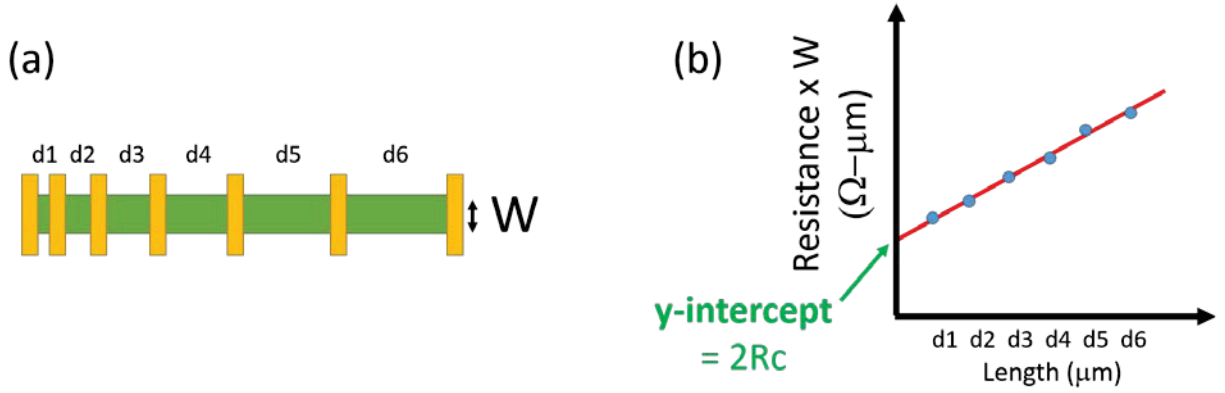 (a)
d1 d2 d3 d4 d5 d6
W
(b)
Resistance x W
(Ω−μm)
y-intercept
= 2Rc
d1 d2 d3 d4 d5 d6
Length (μm)